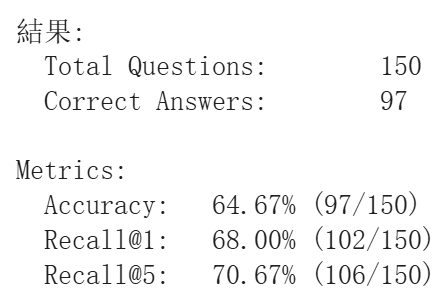 結果:
Total Questions: 150
Correct Answers: 97
Metrics:
Accuracy: 64.67% (97/150)
Recall@1: 68.00% (102/150)
Recall@5: 70.67% (106/150)